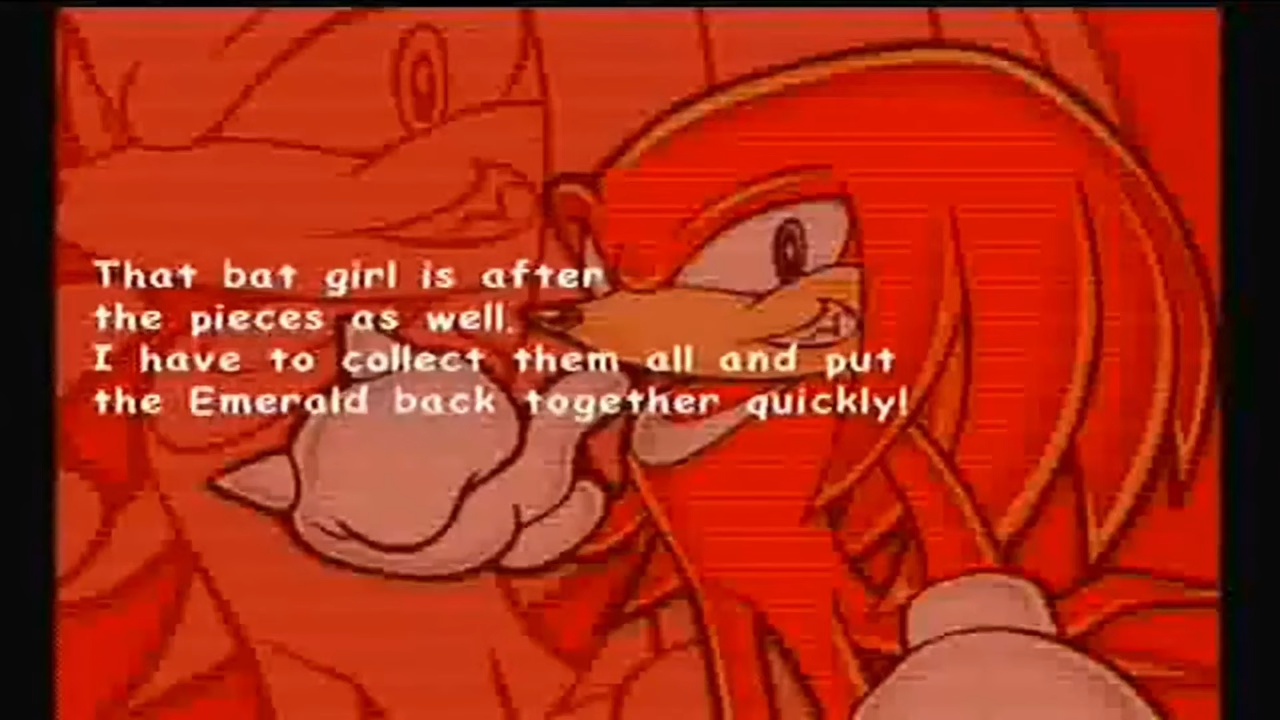 That bat girl is after
the pieces as well.
I have to collect them all and put
the Emerald back together quickly!